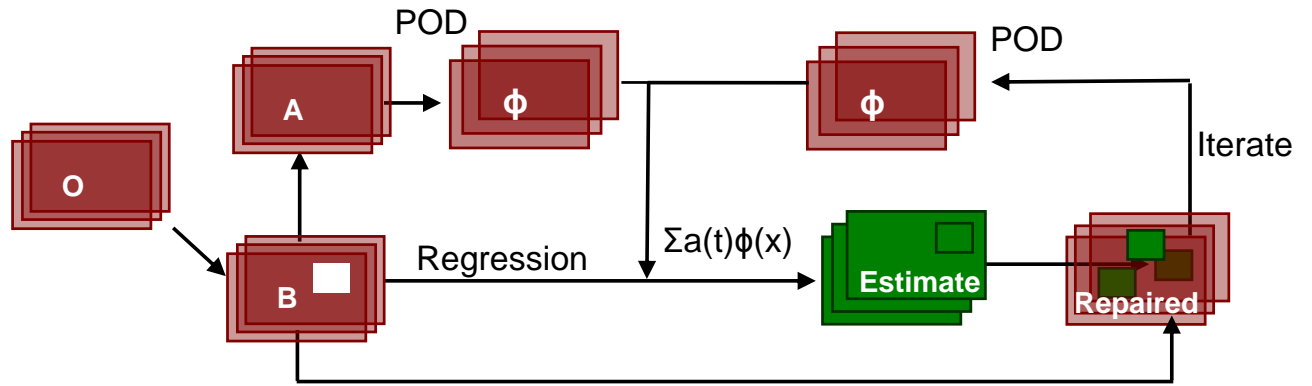 POD
POD
A
ϕ
ϕ
Iterate
O
Σa(t)ϕ(x)
Regression
B
Estimate
Repaired